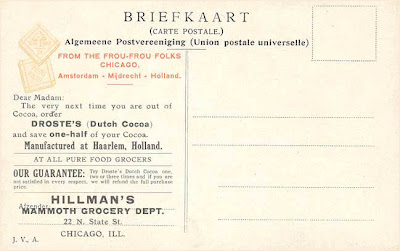 BRIEFKAART
(CARTE POSTALE.)
Algemeene Postvereeniging (Union postale universelle)
FROM THE FROU-FROU FOLKS
CHICAGO.
Amsterdam - Mijdrecht - Holland.
Dear Madam:
The very next time you are out of
Cocoa, order
DROSTE'S (Dutch Cocoa)
and save one-half of your Cocoa.
Manufactured at Haarlem, Holland.
AT ALL PURE FOOD GROCERS
OUR GUARANTEE: Try Droste's Dutch Cocoa one,
two or three times and if you are
not satisfied in every respect, we will refund the full purchase
price.
Afzender
HILLMAN'S
MAMMOTH GROCERY DEPT.
22 N. State St.
CHICAGO, ILL.
J. V., A.